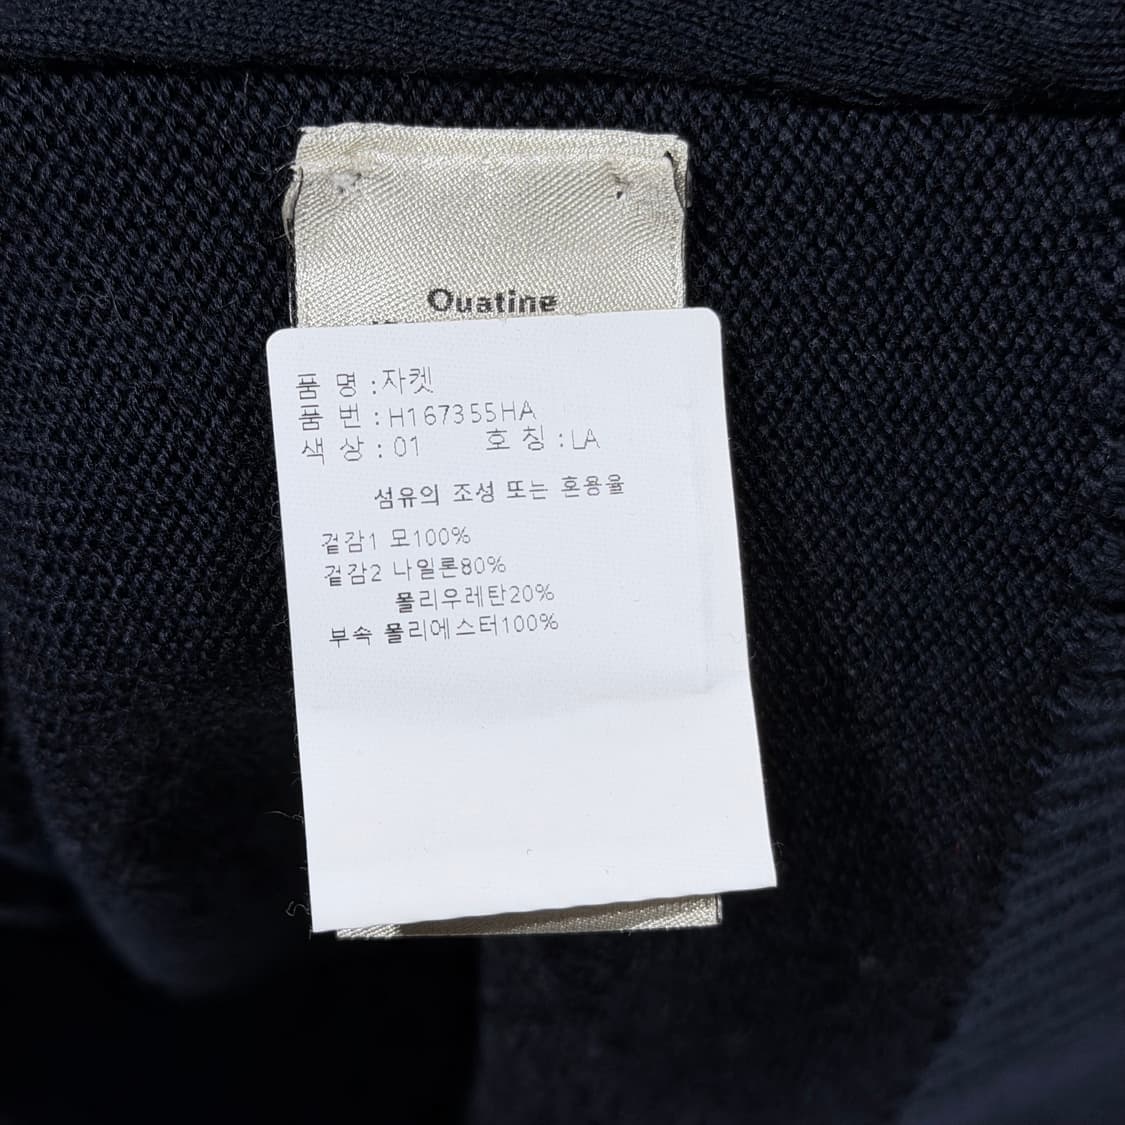 Ouatine
품 명 :자켓
품 번 :H167355HA
색 상 : 01 호 칭 :LA
섬유의 조성 또는 혼용율
겉감1 모100%
겉감2 나일론80%
폴리우레탄20%
부속 폴리에스터100%